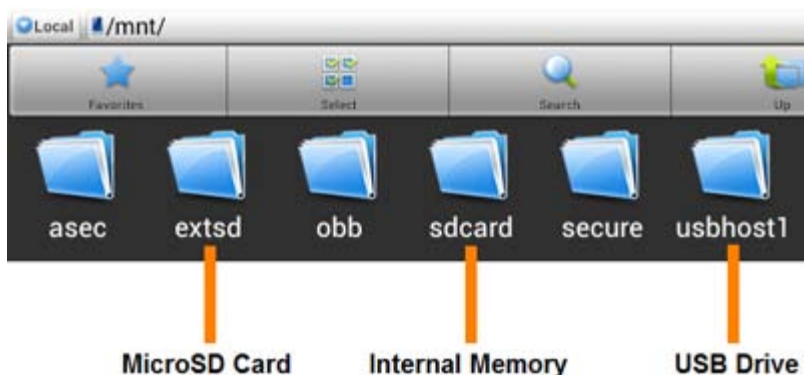 Local /mnt/
Favorites Select Search Up
asec extsd obb sdcard secure usbhost1
MicroSD Card Internal Memory USB Drive